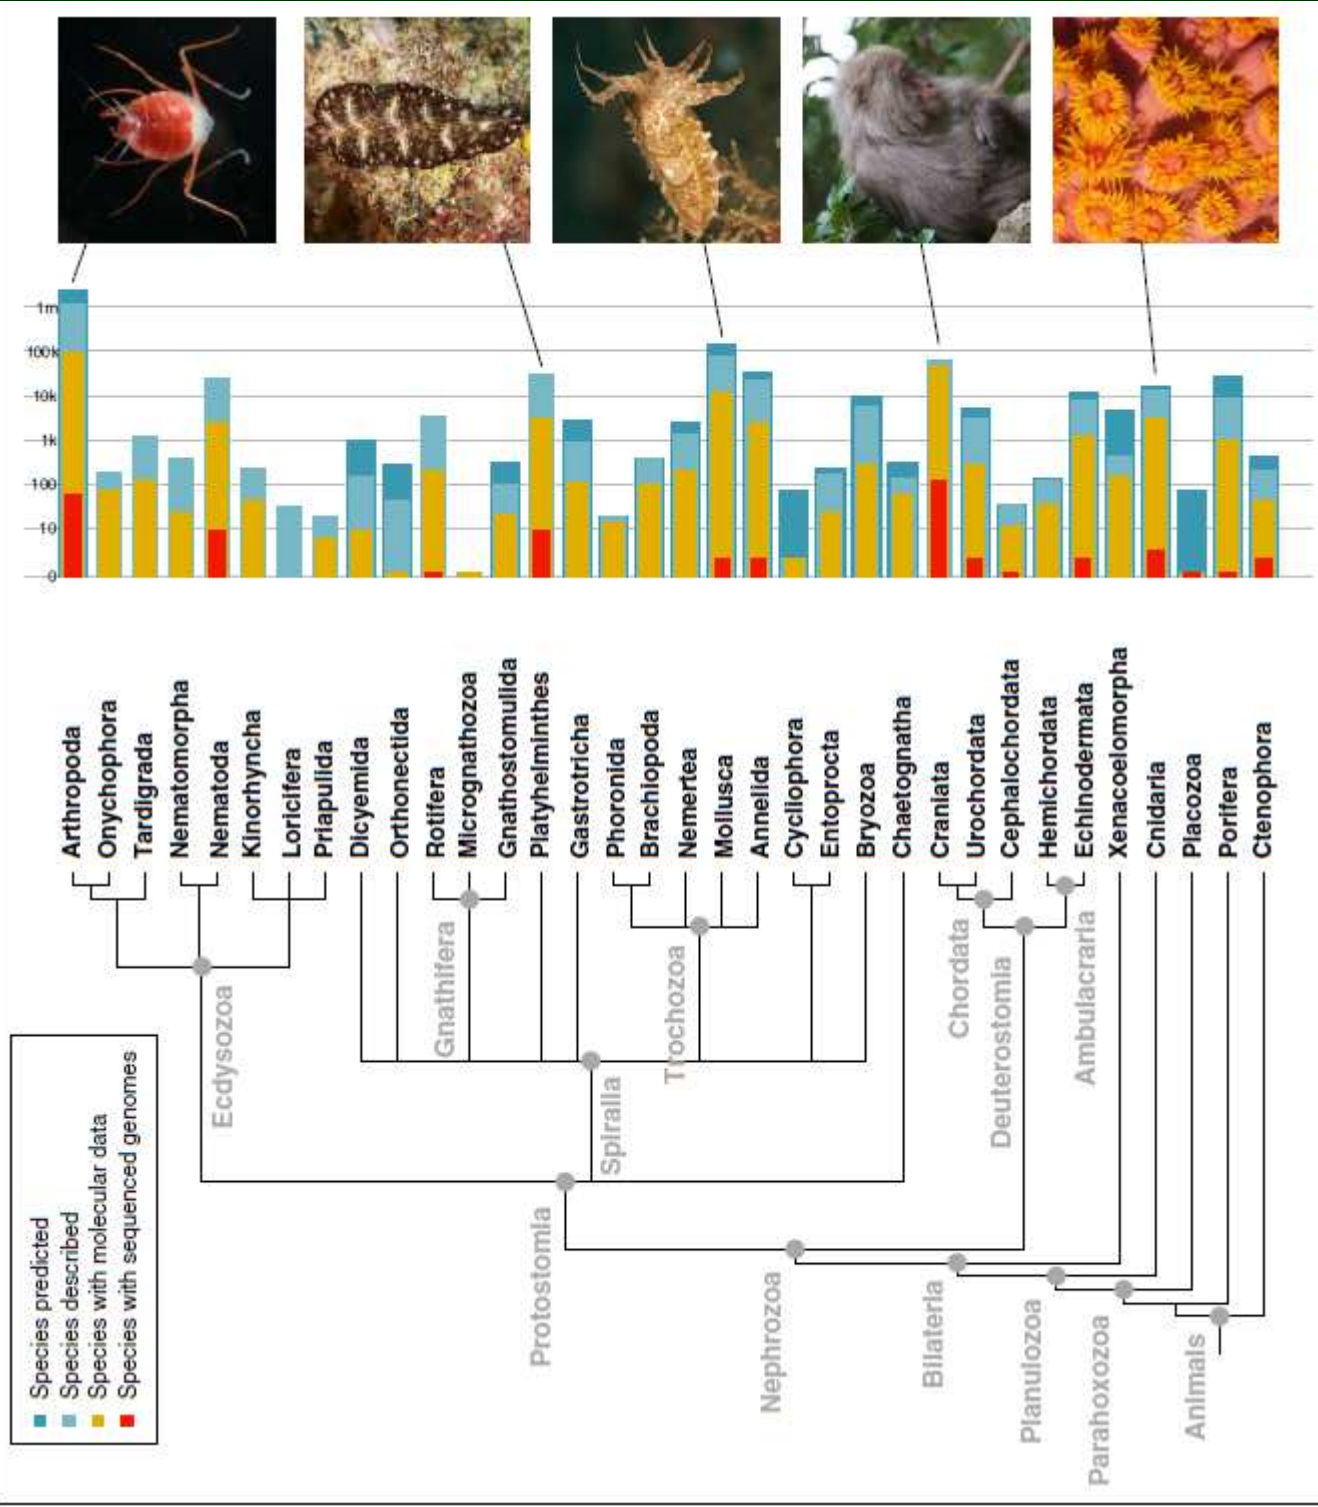 1m
100k
10k
1k
100
10
0
Arthropoda
Onychophora
Tardigrada
Nematomorpha
Nematoda
Kinorhyncha
Loricifera
Priapulida
Dicyemida
Orthonectida
Rotifera
Micrognathozoa
Gnathostomulida
Platyhelminthes
Gastrotricha
Phoronida
Brachiopoda
Nemertea
Mollusca
Annelida
Cycliophora
Entoprocta
Bryozoa
Chaetognatha
Craniata
Urochordata
Cephalochordata
Hemichordata
Echinodermata
Xenacoelomorpha
Cnidaria
Placozoa
Porifera
Ctenophora
Ecdysozoa
Gnathifera
Spiralia
Trochozoa
Chordata
Deuterostomia
Ambulacraria
Protostomia
Nephrozoa
Bilateria
Planulozoa
Parahoxozoa
Animals
Species predicted
Species described
Species with molecular data
Species with sequenced genomes